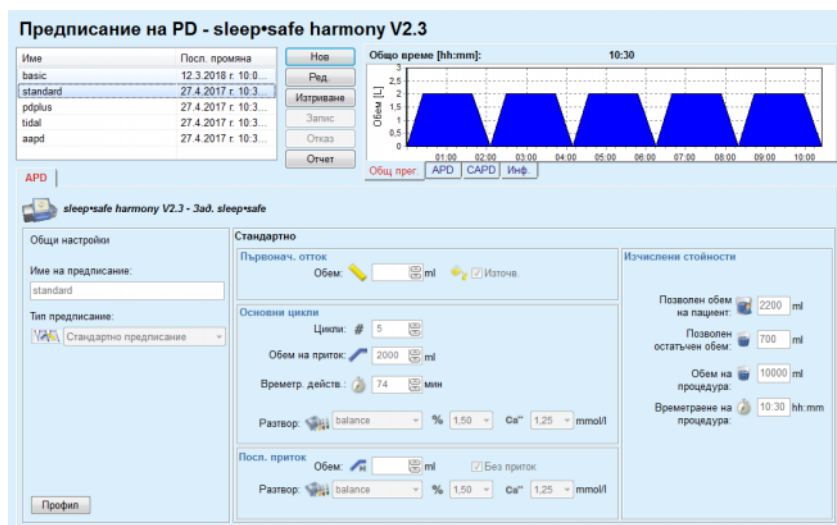 Предписание на PD - sleep•safe harmony V2.3
Име Посл. промяна
basic 12.3.2018 г. 10:0...
standard 27.4.2017 г. 10:3...
pdplus 27.4.2017 г. 10:3...
tidal 27.4.2017 г. 10:3...
aapd 27.4.2017 г. 10:3...
Нов
Ред.
Изтриване
Запис
Отказ
Отчет
Общо време [hh:mm]: 10:30
Обем [L]
3
2,5
2
1,5
1
0,5
0
01:00 02:00 03:00 04:00 05:00 06:00 07:00 08:00 09:00 10:00
Общ прег. APD CAPD Инф.
APD
sleep•safe harmony V2.3 - Зад. sleep•safe
Общи настройки
Име на предписание:
standard
Тип предписание:
Стандартно предписание
Профил
Стандартно
Първонач. отток
Обем: ml Източв.
Основни цикли
Цикли: # 5
Обем на приток: 2000 ml
Времетр. действ.: 74 мин
Разтвор: balance % 1,50 Ca⁺⁺ 1,25 mmol/l
Посл. приток
Обем: ml Без приток
Разтвор: balance % 1,50 Ca⁺⁺ 1,25 mmol/l
Изчислени стойности
Позволен обем
на пациент: 2200 ml
Позволен
остатъчен обем: 700 ml
Обем на
процедура: 10000 ml
Времетраене на
процедура: 10:30 hh:mm